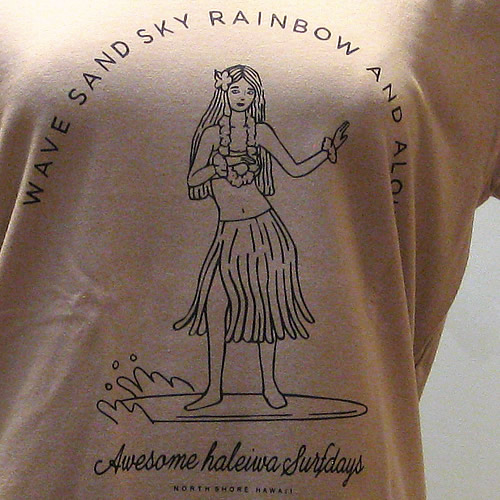 WAVE SAND SKY RAINBOW AND
Awesome haleiwa Surfdays
NORTH SHORE HAWAII